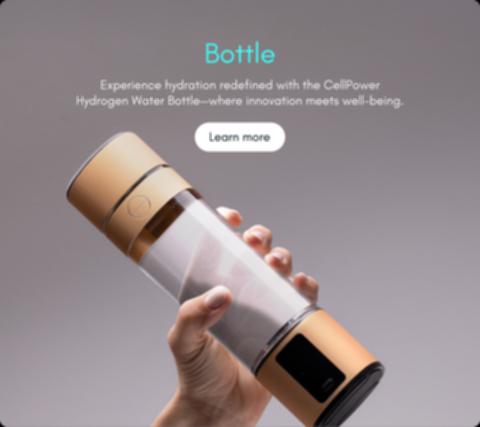 Bottle
Experience hydration redefined with the CellPower
Hydrogen Water Bottle—where innovation meets well-being.
Learn more